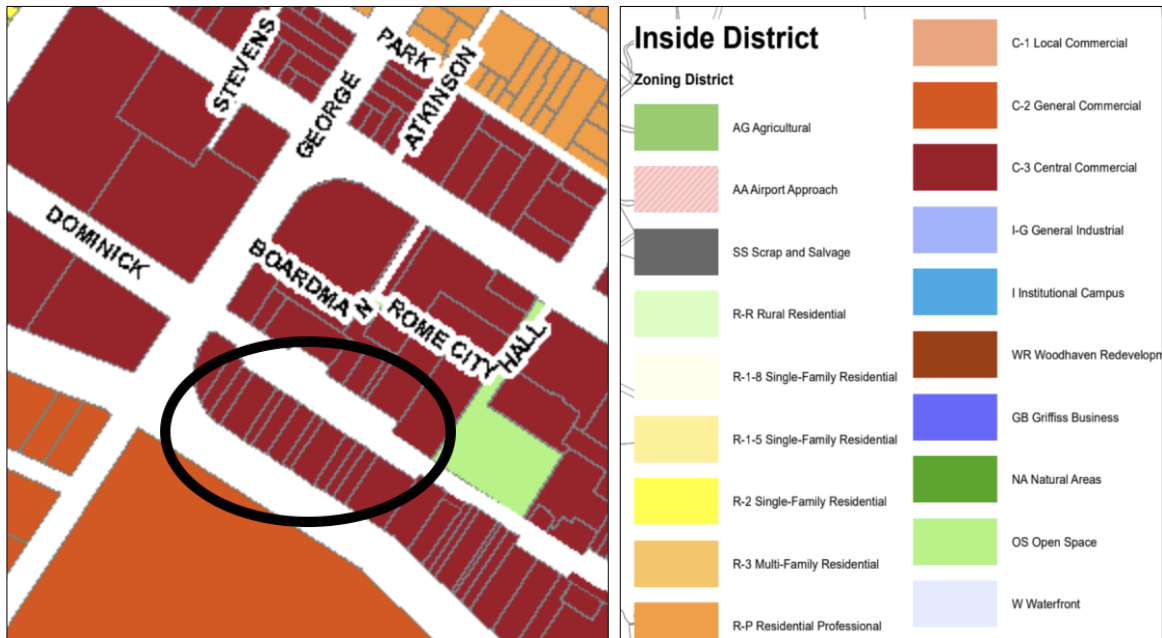 STEVENS
GEORGE
PARK
ATKINSON
DOMINICK
BOARDMAN
ROME CITY
HALL
Inside District
Zoning District
AG Agricultural
AA Airport Approach
SS Scrap and Salvage
R-R Rural Residential
R-1-8 Single-Family Residential
R-1-5 Single-Family Residential
R-2 Single-Family Residential
R-3 Multi-Family Residential
R-P Residential Professional
C-1 Local Commercial
C-2 General Commercial
C-3 Central Commercial
I-G General Industrial
I Institutional Campus
WR Woodhaven Redevelopm
GB Griffiss Business
NA Natural Areas
OS Open Space
W Waterfront